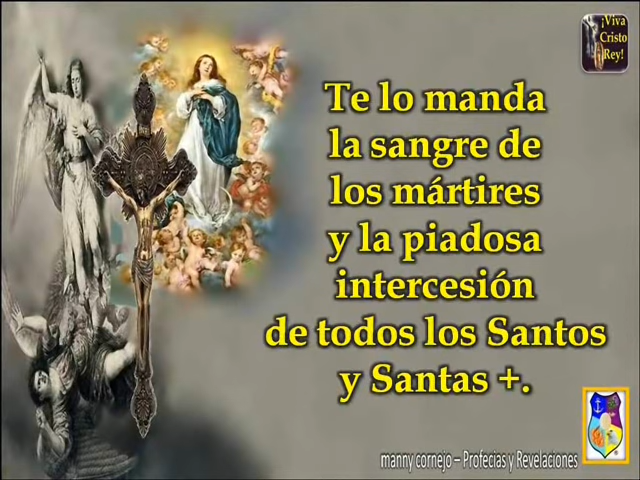 ¡Viva
Cristo
Rey!
Te lo manda
la sangre de
los mártires
y la piadosa
intercesión
de todos los Santos
y Santas +.
manny cornejo – Profecias y Revelaciones